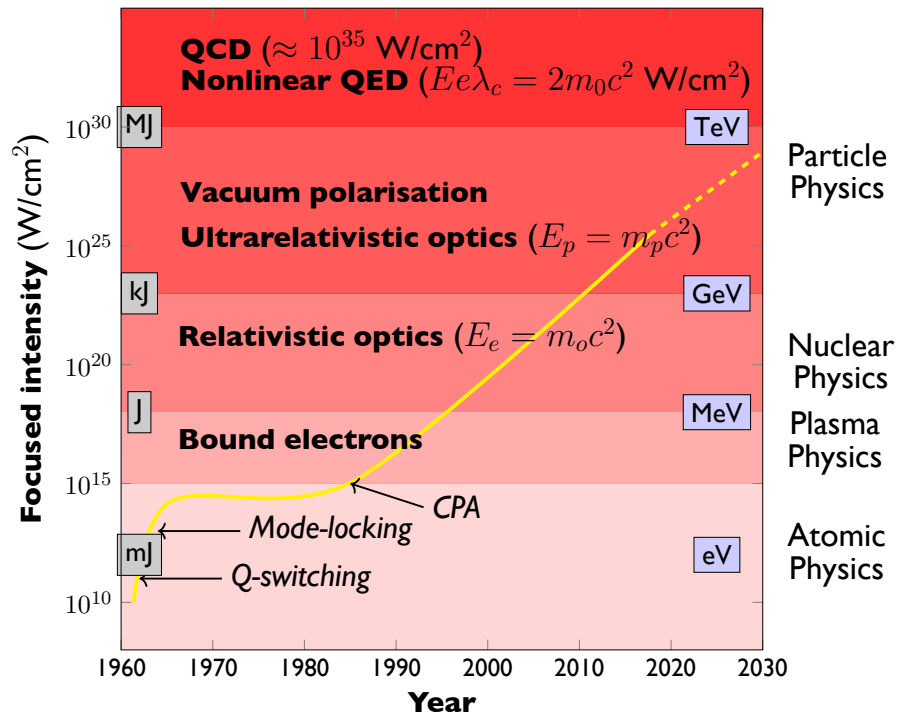 QCD (≈ 10^35 W/cm^2)
Nonlinear QED (Eeλ_c = 2m_0c^2 W/cm^2)
10^30
MJ
TeV
Particle
Physics
Vacuum polarisation
Ultrarelativistic optics (E_p = m_pc^2)
10^25
kJ
GeV
Relativistic optics (E_e = m_oc^2)
10^20
Nuclear
Physics
J
MeV
Plasma
Physics
Bound electrons
10^15
CPA
Mode-locking
mJ
eV
Atomic
Physics
Q-switching
10^10
Focused intensity (W/cm^2)
1960 1970 1980 1990 2000 2010 2020 2030
Year